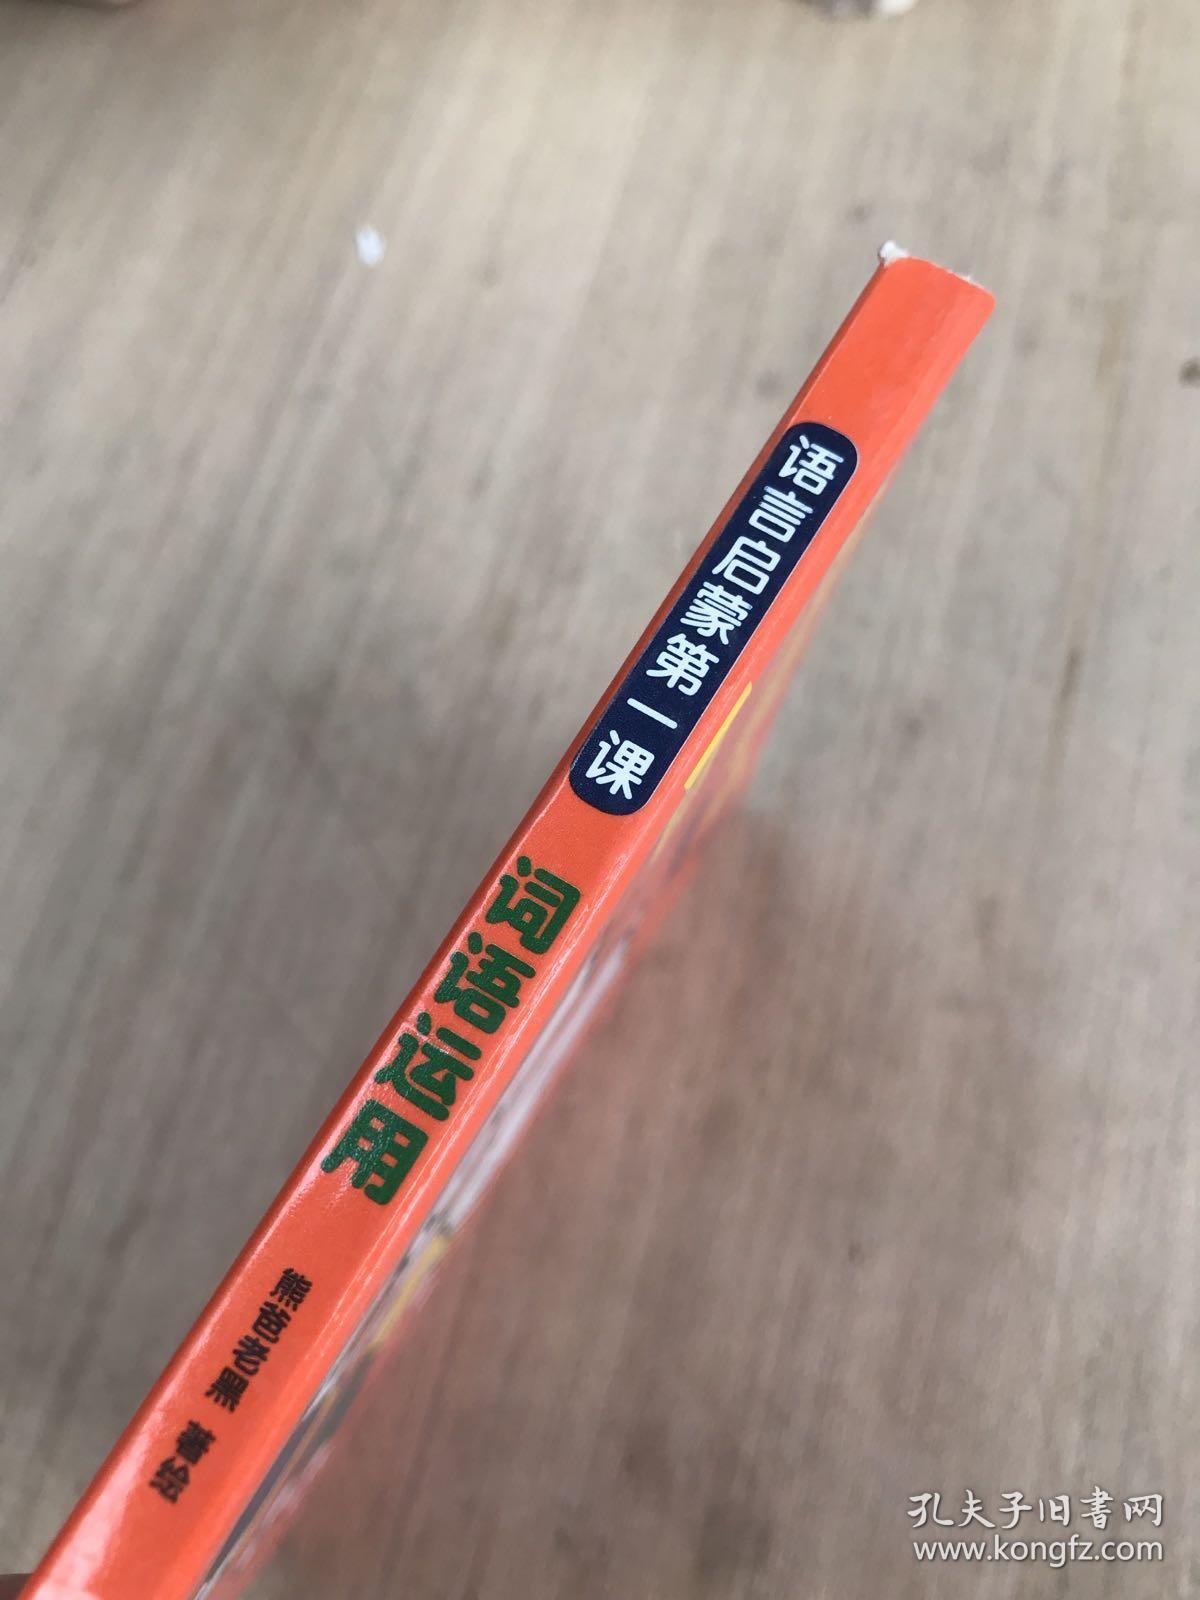 语言启蒙第一课
词语运用
熊爸老黑 著绘
孔夫子旧书网
www.kongfz.com